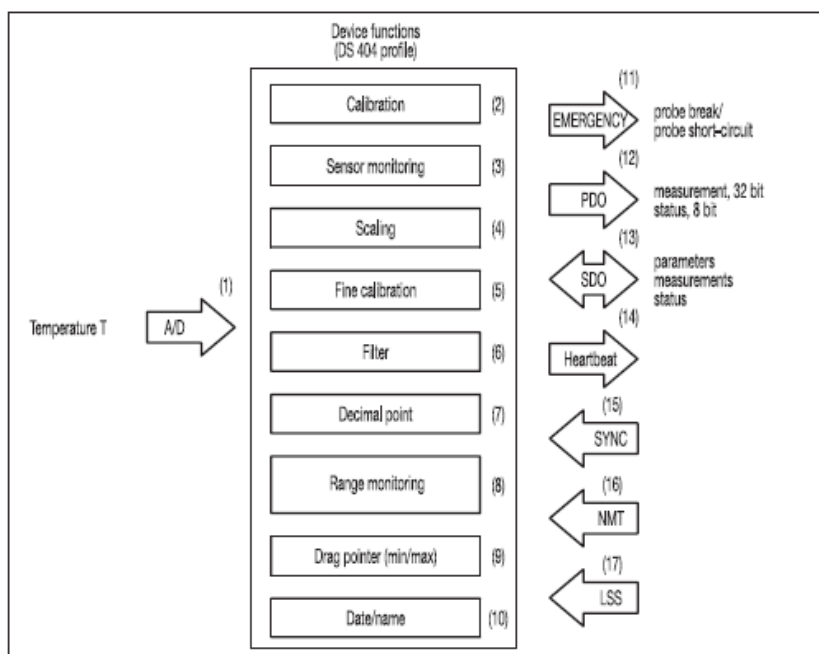 Device functions
(DS 404 profile)
Calibration
(2)
Sensor monitoring
(3)
Scaling
(4)
Fine calibration
(5)
Filter
(6)
Decimal point
(7)
Range monitoring
(8)
Drag pointer (min/max)
(9)
Date/name
(10)
Temperature T
(1)
A/D
(11)
EMERGENCY
probe break/
probe short-circuit
(12)
PDO
measurement, 32 bit
status, 8 bit
(13)
SDO
parameters
measurements
status
(14)
Heartbeat
(15)
SYNC
(16)
NMT
(17)
LSS